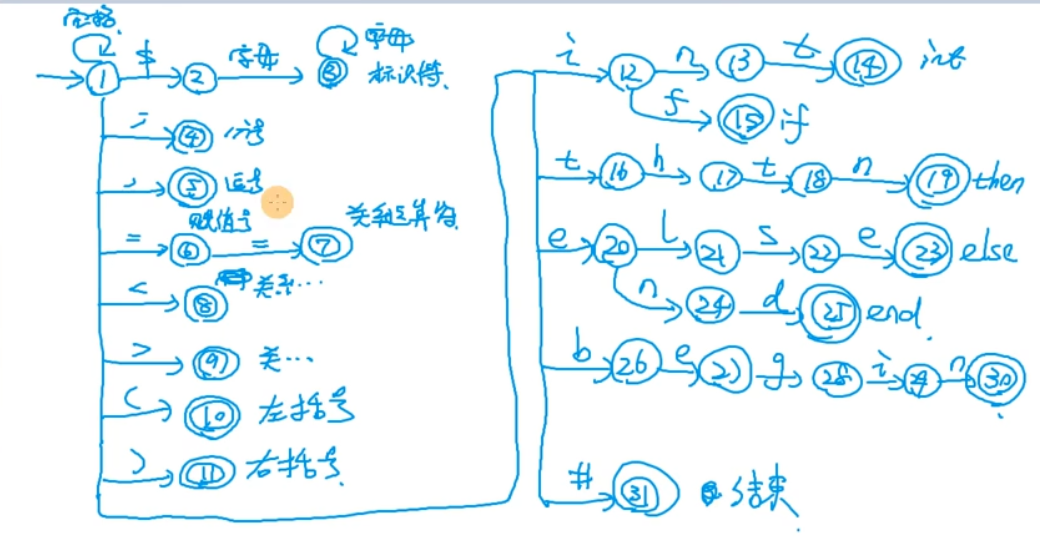 空格
① $ ② 字母 ③ 字母
标识符
; ④ 分号
, ⑤ 逗号
= ⑥ 赋值号 = ⑦ 关系运算符
< ⑧ 关系…
> ⑨ 关…
( ⑩ 左括号
) ⑪ 右括号
i ⑫ n ⑬ t ⑭ int
f ⑮ if
t ⑯ h ⑰ t ⑱ n ⑲ then
e ⑳ l ㉑ s ㉒ e ㉓ else
n ㉔ d ㉕ end
b ㉖ e ㉗ g ㉘ i ㉙ n ㉚
# ㉛ 结束